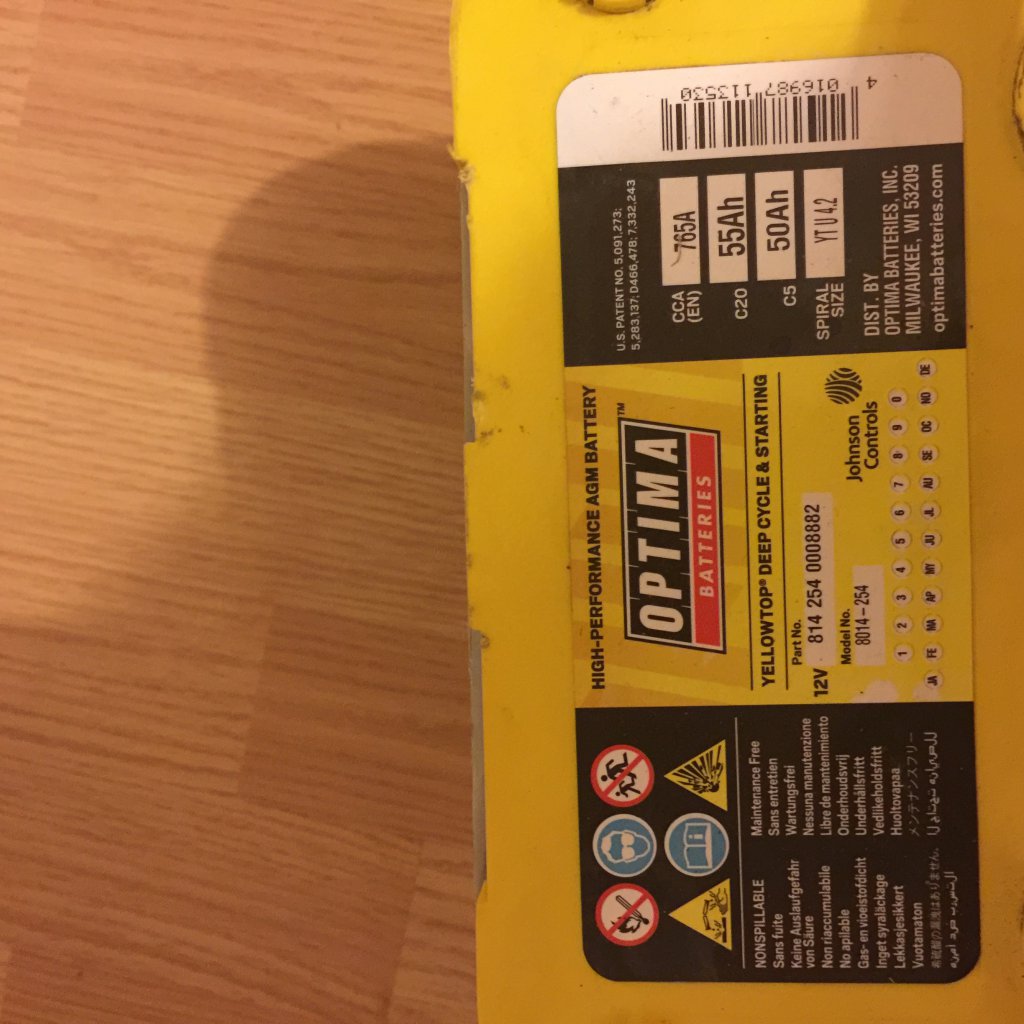 NONSPILLABLE
Sans fuite
Keine Auslaufgefahr
von Säure
Non riaccumulabile
No apilable
Gas- en vloeistofdicht
Inget syraläckage
Lekkasjesikkert
Vuotamaton
Maintenance Free
Sans entretien
Wartungsfrei
Nessuna manutenzione
Libre de mantenimiento
Onderhoudsvrij
Underhållsfritt
Vedlikeholdsfritt
Huoltovapaa
メンテナンスフリー
HIGH-PERFORMANCE AGM BATTERY
OPTIMA™
BATTERIES
YELLOWTOP® DEEP CYCLE & STARTING
Part No.
12V 814 254 0008882
Model No.
8014-254
Johnson
Controls
1 2 3 4 5 6 7 8 9 0
JA FE MA AP MY JU JL AU SE OC NO DE
U.S. PATENT NO. 5,091,273;
5,283,137; D466,478; 7,332,243
CCA
(EN) 765A
C20 55Ah
C5 50Ah
SPIRAL
SIZE YT U 4.2
DIST. BY
OPTIMA BATTERIES, INC.
MILWAUKEE, WI 53209
optimabatteries.com
4 016987 113530